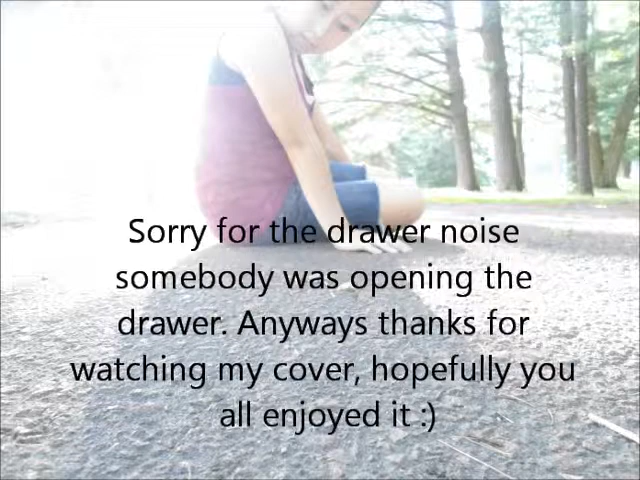 Sorry for the drawer noise
somebody was opening the
drawer. Anyways thanks for
watching my cover, hopefully you
all enjoyed it :)